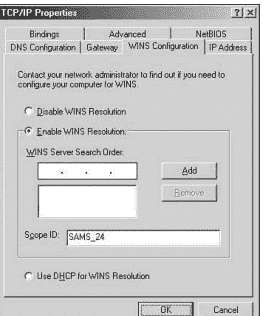 TCP/IP Properties
Bindings Advanced NetBIOS
DNS Configuration Gateway WINS Configuration IP Address
Contact your network administrator to find out if you need to
configure your computer for WINS.
Disable WINS Resolution
Enable WINS Resolution:
WINS Server Search Order:
. . .
Add
Remove
Scope ID: SAMS_24
Use DHCP for WINS Resolution
OK Cancel